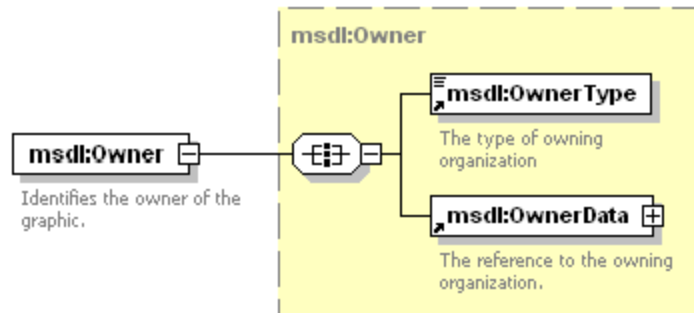 msdl:Owner
msdl:OwnerType
The type of owning
organization
msdl:Owner
Identifies the owner of the
graphic.
msdl:OwnerData
The reference to the owning
organization.